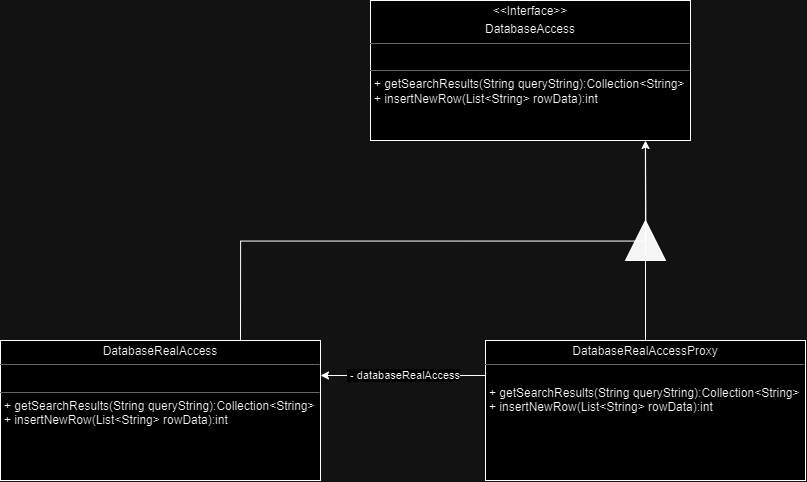 <<Interface>>
DatabaseAccess
+ getSearchResults(String queryString):Collection<String>
+ insertNewRow(List<String> rowData):int
DatabaseRealAccess
+ getSearchResults(String queryString):Collection<String>
+ insertNewRow(List<String> rowData):int
- databaseRealAccess
DatabaseRealAccessProxy
+ getSearchResults(String queryString):Collection<String>
+ insertNewRow(List<String> rowData):int